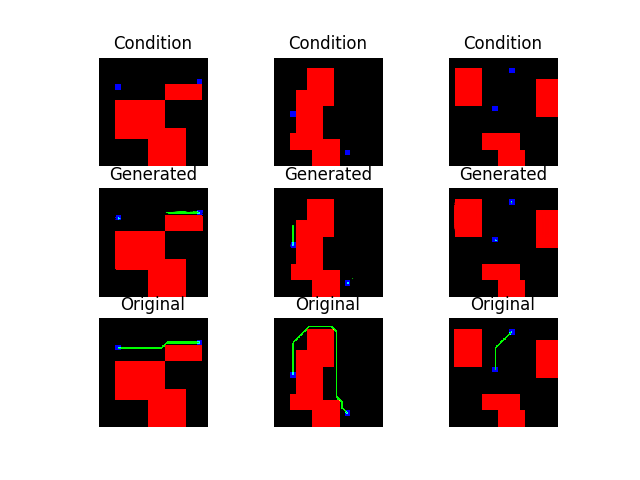 Condition Condition Condition
Generated Generated Generated
Original Original Original